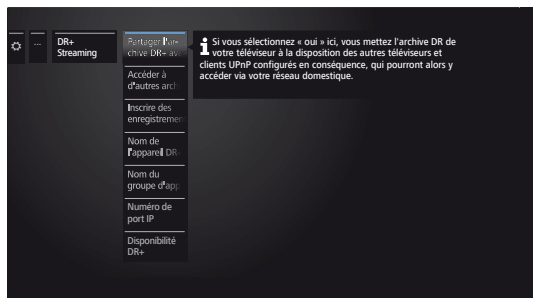 ...
DR+
Streaming
Partager l'ar-
chive DR+ av
Accéder à
d'autres arch
Inscrire des
enregistremen
Nom de
l'appareil DR+
Nom du
groupe d'app
Numéro de
port IP
Disponibilité
DR+
Si vous sélectionnez « oui » ici, vous mettez l'archive DR de
votre téléviseur à la disposition des autres téléviseurs et
clients UPnP configurés en conséquence, qui pourront alors y
accéder via votre réseau domestique.